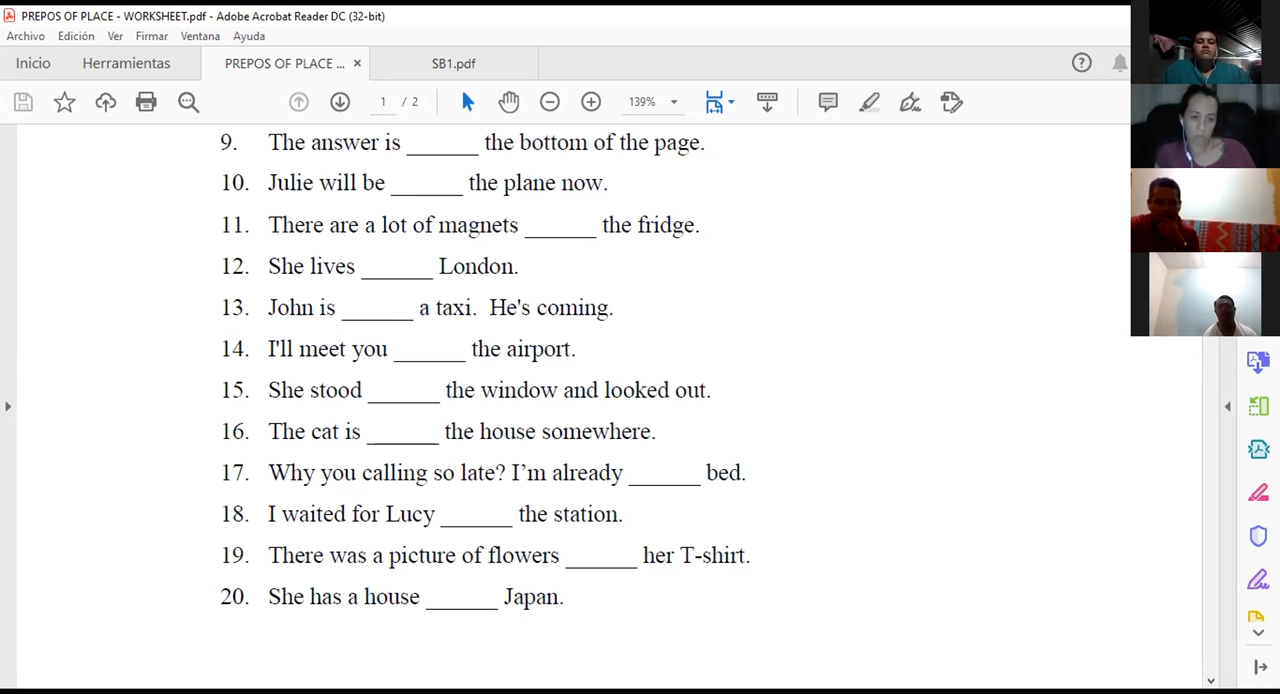 PREPOS OF PLACE - WORKSHEET.pdf - Adobe Acrobat Reader DC (32-bit)
Archivo Edición Ver Firmar Ventana Ayuda
Inicio Herramientas PREPOS OF PLACE ... × SB1.pdf
1 / 2 139%
9. The answer is ______ the bottom of the page.
10. Julie will be ______ the plane now.
11. There are a lot of magnets ______ the fridge.
12. She lives ______ London.
13. John is ______ a taxi. He's coming.
14. I'll meet you ______ the airport.
15. She stood ______ the window and looked out.
16. The cat is ______ the house somewhere.
17. Why you calling so late? I’m already ______ bed.
18. I waited for Lucy ______ the station.
19. There was a picture of flowers ______ her T-shirt.
20. She has a house ______ Japan.